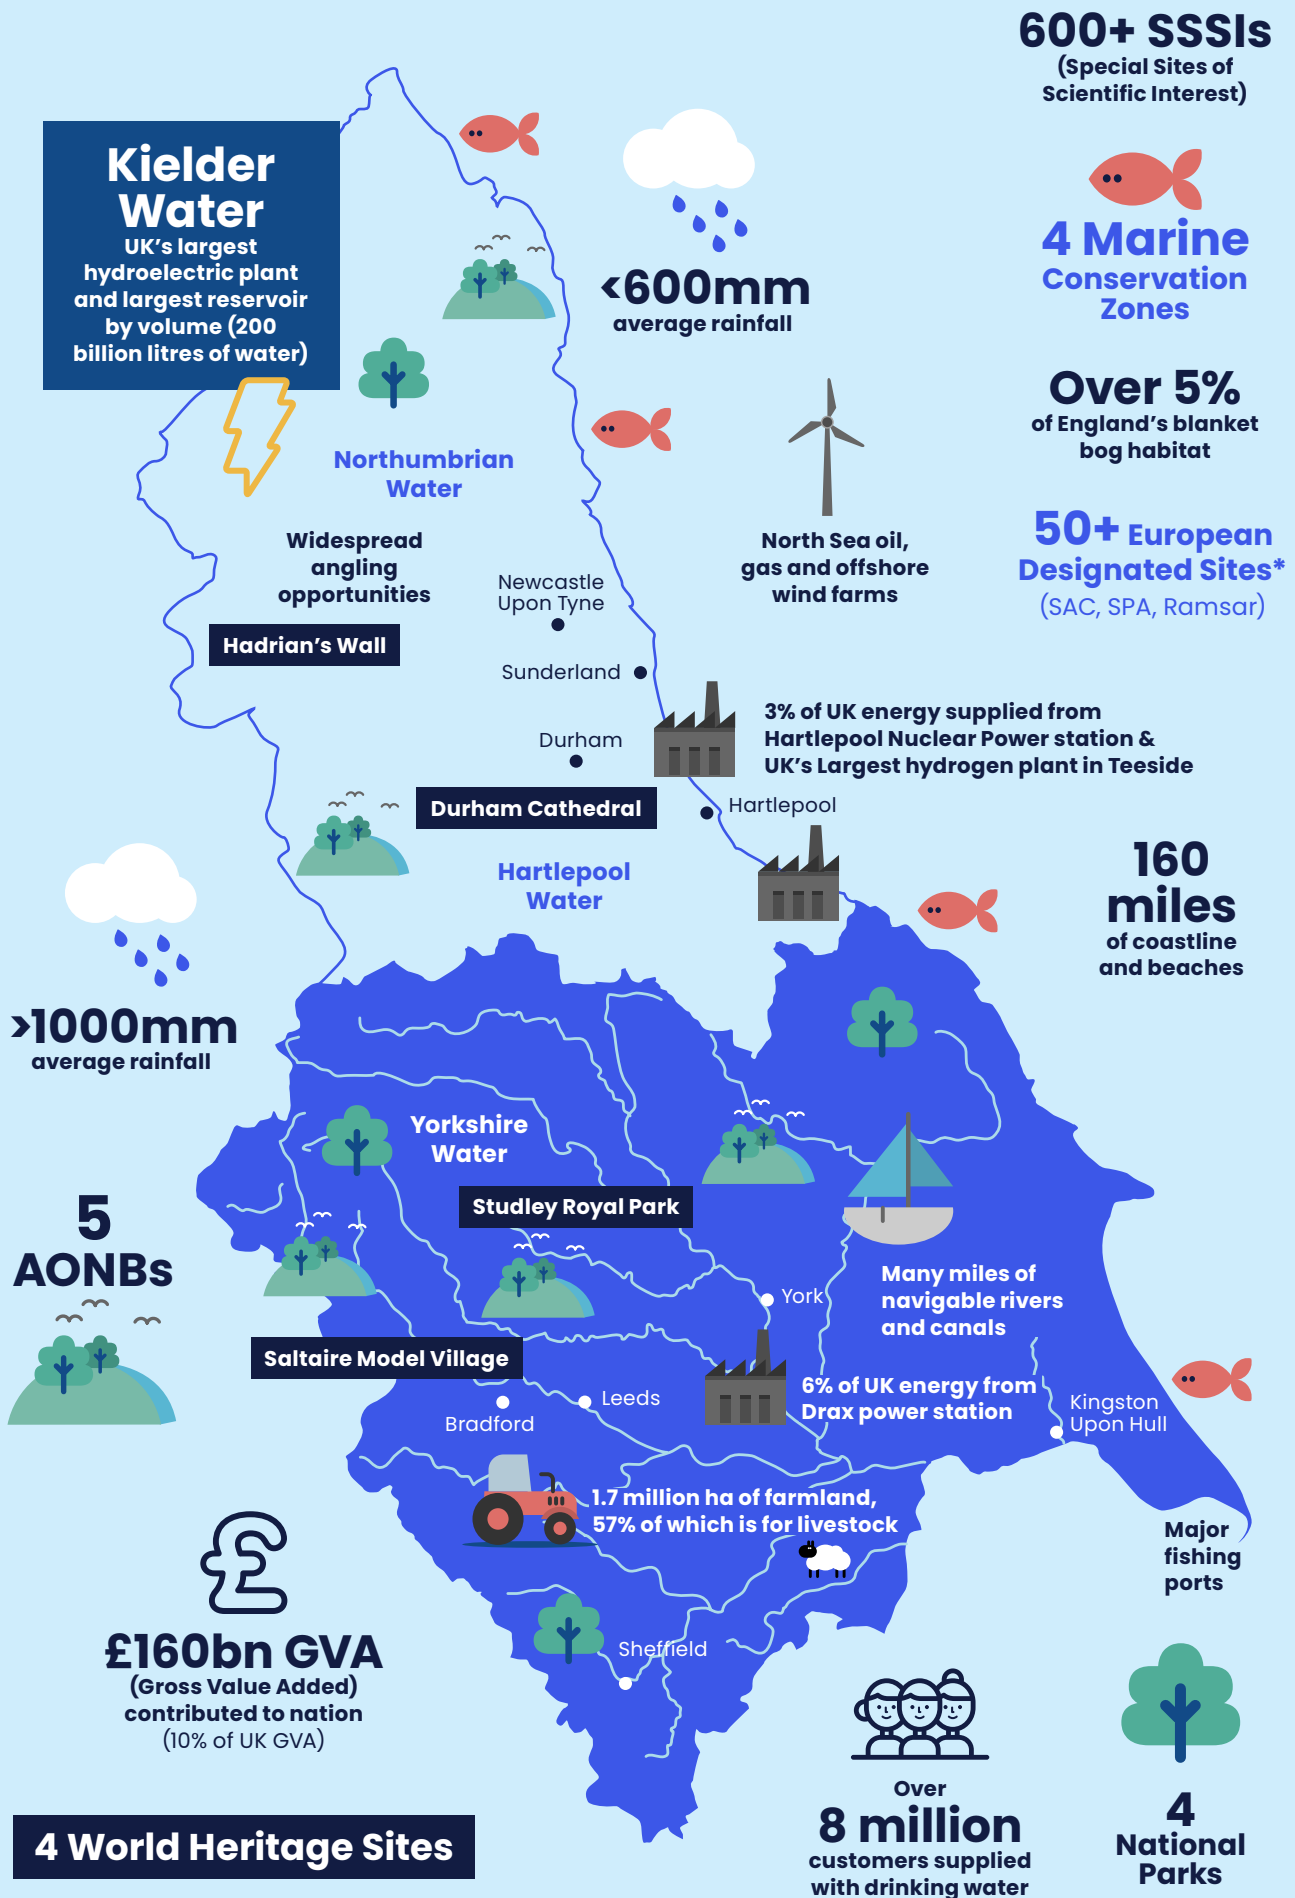 600+ SSSIs
(Special Sites of
Scientific Interest)
Kielder
Water
UK's largest
hydroelectric plant
and largest reservoir
by volume (200
billion litres of water)
<600mm
average rainfall
4 Marine
Conservation
Zones
Over 5%
of England's blanket
bog habitat
Northumbrian
Water
50+ European
Designated Sites*
(SAC, SPA, Ramsar)
Widespread
angling
opportunities
North Sea oil,
gas and offshore
wind farms
Newcastle
Upon Tyne
Hadrian's Wall
Sunderland
3% of UK energy supplied from
Hartlepool Nuclear Power station &
UK's Largest hydrogen plant in Teeside
Durham
Durham Cathedral
Hartlepool
Hartlepool
Water
160
miles
of coastline
and beaches
>1000mm
average rainfall
Yorkshire
Water
Studley Royal Park
5
AONBs
Many miles of
navigable rivers
and canals
York
Saltaire Model Village
6% of UK energy from
Drax power station
Leeds
Bradford
Kingston
Upon Hull
1.7 million ha of farmland,
57% of which is for livestock
Major
fishing
ports
Sheffield
£160bn GVA
(Gross Value Added)
contributed to nation
(10% of UK GVA)
Over
8 million
customers supplied
with drinking water
4
National
Parks
4 World Heritage Sites